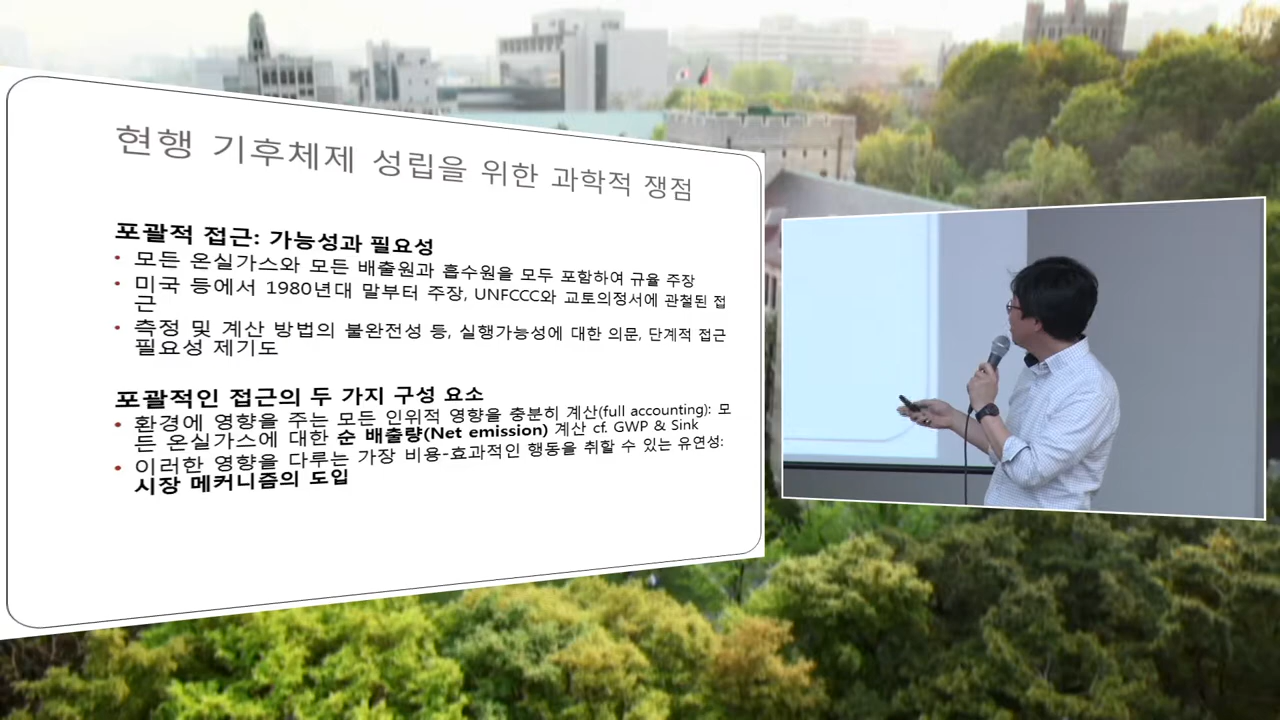 현행 기후체제 성립을 위한 과학적 쟁점
포괄적 접근: 가능성과 필요성
• 모든 온실가스와 모든 배출원과 흡수원을 모두 포함하여 규율 주장
• 미국 등에서 1980년대 말부터 주장, UNFCCC와 교토의정서에 관철된 접
근
• 측정 및 계산 방법의 불완전성 등, 실행가능성에 대한 의문, 단계적 접근
필요성 제기도
포괄적인 접근의 두 가지 구성 요소
• 환경에 영향을 주는 모든 인위적 영향을 충분히 계산(full accounting): 모
든 온실가스에 대한 순 배출량(Net emission) 계산 cf. GWP & Sink
• 이러한 영향을 다루는 가장 비용-효과적인 행동을 취할 수 있는 유연성:
시장 메커니즘의 도입